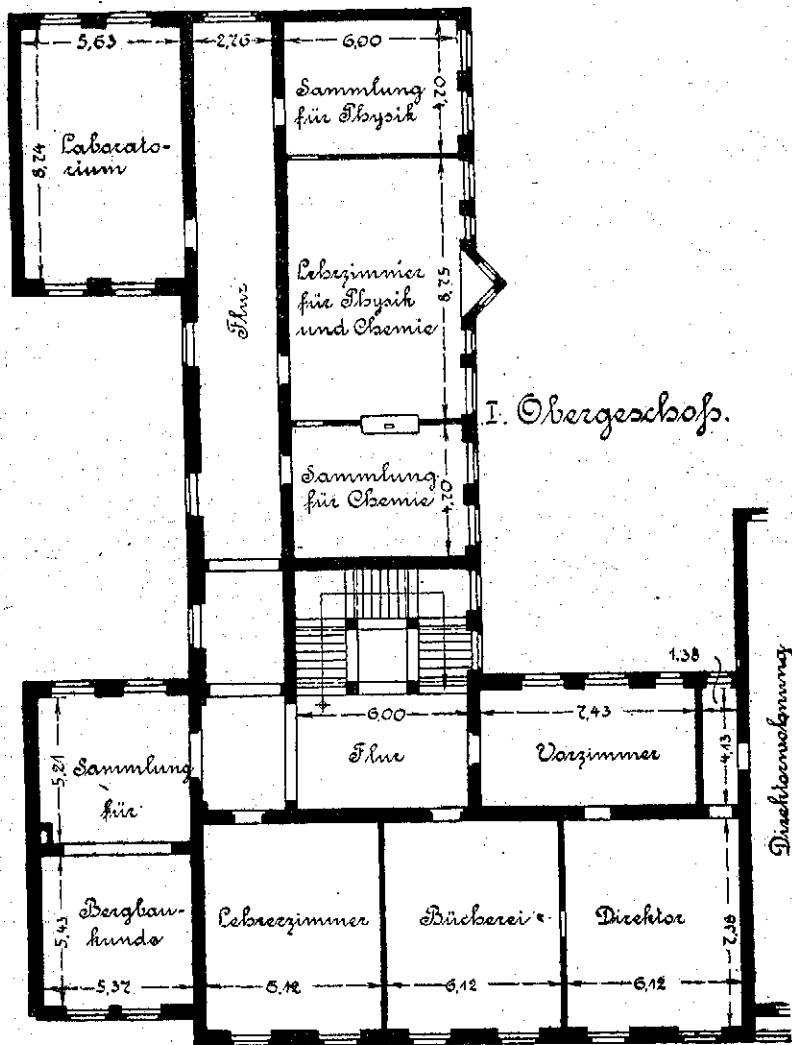 5,63
2,76
6,00
Sammlung
für Physik
4,20
Laborato-
rium
8,74
Lehrzimmer
für Physik
und Chemie
8,75
Flur
I. Obergeschoß.
Sammlung
für Chemie
4,20
1,38
6,00
7,43
4,13
Flur
Vorzimmer
Direktorwohnung
Sammlung
für
5,21
Bergbau-
kunde
5,43
5,37
Lehrerzimmer
6,12
Bücherei
6,12
Direktor
6,12
7,38